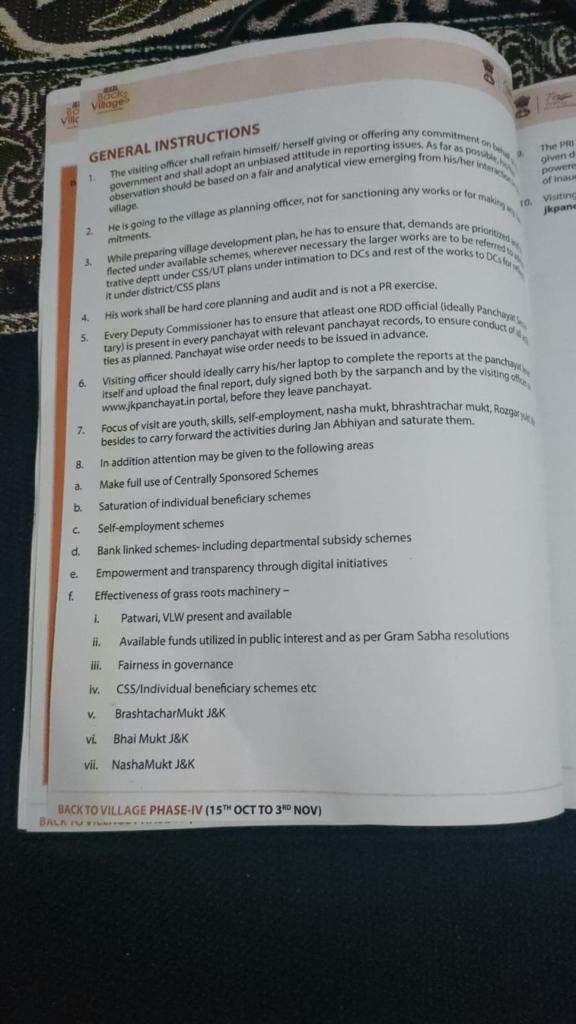 Back to
Village
GENERAL INSTRUCTIONS
1. The visiting officer shall refrain himself/ herself giving or offering any commitment on behalf
government and shall adopt an unbiased attitude in reporting issues. As far as possible,
observation should be based on a fair and analytical view emerging from his/her interaction
village.
2. He is going to the village as planning officer, not for sanctioning any works or for making
mitments.
3. While preparing village development plan, he has to ensure that, demands are prioritized
flected under available schemes, wherever necessary the larger works are to be referred to
trative deptt under CSS/UT plans under intimation to DCs and rest of the works to DCs for
it under district/CSS plans
4. His work shall be hard core planning and audit and is not a PR exercise.
5. Every Deputy Commissioner has to ensure that atleast one RDD official (ideally Panchayat
tary) is present in every panchayat with relevant panchayat records, to ensure conduct of
ties as planned. Panchayat wise order needs to be issued in advance.
6. Visiting officer should ideally carry his/her laptop to complete the reports at the panchayat
itself and upload the final report, duly signed both by the sarpanch and by the visiting
www.jkpanchayat.in portal, before they leave panchayat.
7. Focus of visit are youth, skills, self-employment, nasha mukt, bhrashtrachar mukt, Rozgar
besides to carry forward the activities during Jan Abhiyan and saturate them.
8. In addition attention may be given to the following areas
a. Make full use of Centrally Sponsored Schemes
b. Saturation of individual beneficiary schemes
c. Self-employment schemes
d. Bank linked schemes- including departmental subsidy schemes
e. Empowerment and transparency through digital initiatives
f. Effectiveness of grass roots machinery –
i. Patwari, VLW present and available
ii. Available funds utilized in public interest and as per Gram Sabha resolutions
iii. Fairness in governance
iv. CSS/Individual beneficiary schemes etc
v. BrashtacharMukt J&K
vi. Bhai Mukt J&K
vii. NashaMukt J&K
BACK TO VILLAGE PHASE-IV (15TH OCT TO 3RD NOV)
9. The PRI
given d
powere
of inau
10. Visiting
jkpanc